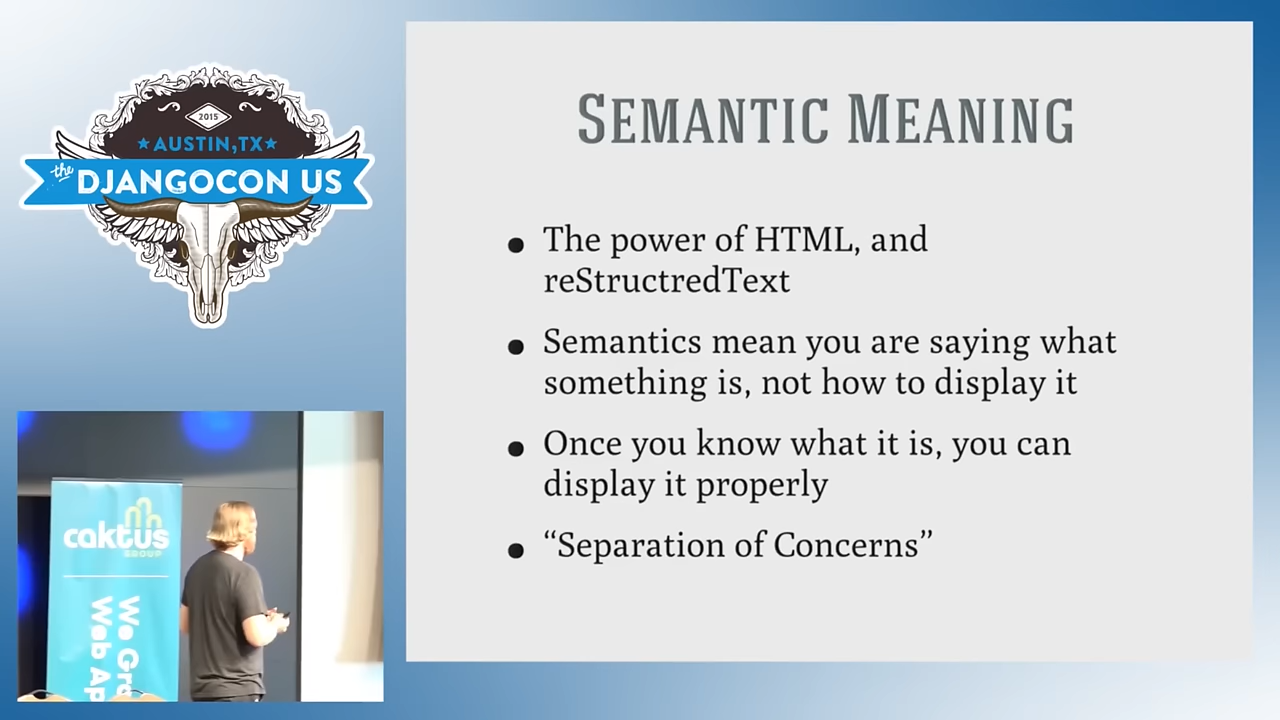 2015
AUSTIN, TX
the
DJANGOCON US
SEMANTIC MEANING
• The power of HTML, and
reStructredText
• Semantics mean you are saying what
something is, not how to display it
• Once you know what it is, you can
display it properly
• “Separation of Concerns”
caktus
GROUP
We Gro
Web Ap